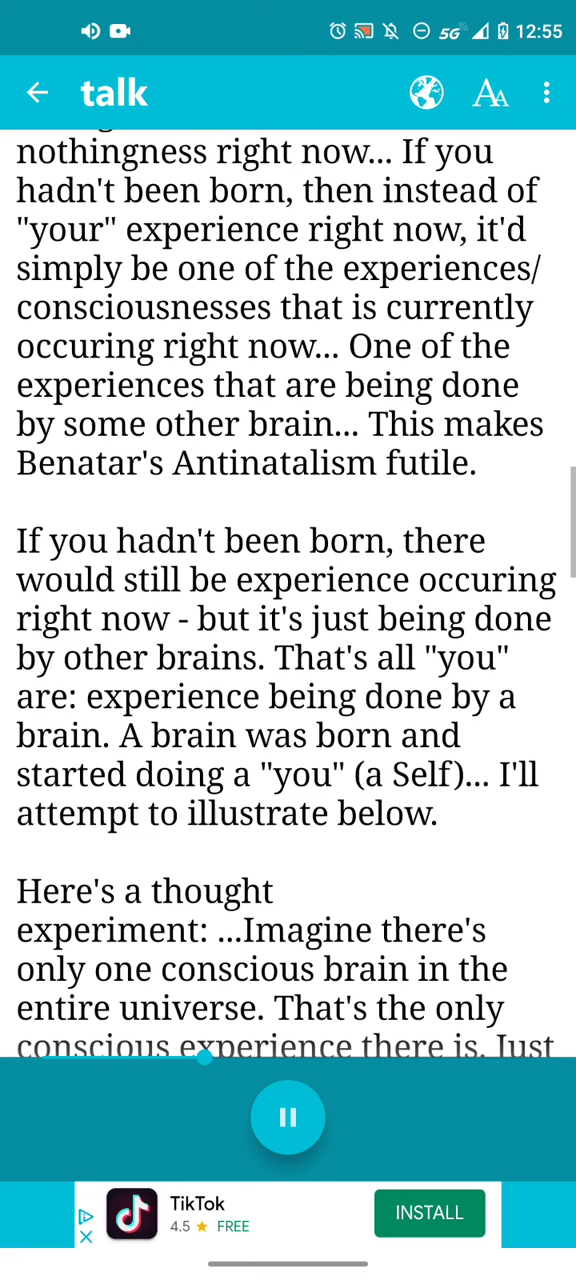 5G 12:55
talk AA
nothingness right now... If you
hadn't been born, then instead of
"your" experience right now, it'd
simply be one of the experiences/
consciousnesses that is currently
occuring right now... One of the
experiences that are being done
by some other brain... This makes
Benatar's Antinatalism futile.
If you hadn't been born, there
would still be experience occuring
right now - but it's just being done
by other brains. That's all "you"
are: experience being done by a
brain. A brain was born and
started doing a "you" (a Self)... I'll
attempt to illustrate below.
Here's a thought
experiment: ...Imagine there's
only one conscious brain in the
entire universe. That's the only
conscious experience there is. Just
TikTok
4.5 ★ FREE
INSTALL